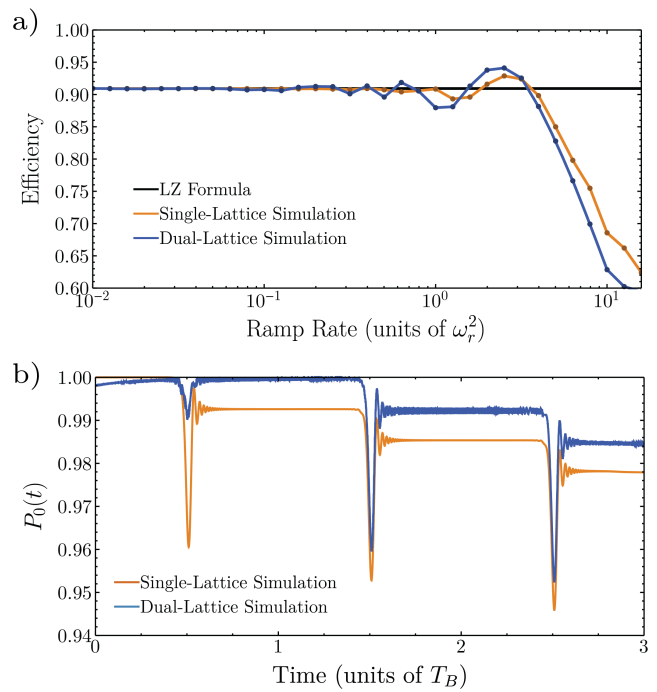 a)
1.00
0.95
0.90
0.85
0.80
0.75
0.70
0.65
0.60
Efficiency
LZ Formula
Single-Lattice Simulation
Dual-Lattice Simulation
10⁻² 10⁻¹ 10⁰ 10¹
Ramp Rate (units of ω_r²)
b)
1.00
0.99
0.98
0.97
0.96
0.95
0.94
P₀(t)
Single-Lattice Simulation
Dual-Lattice Simulation
0 1 2 3
Time (units of T_B)